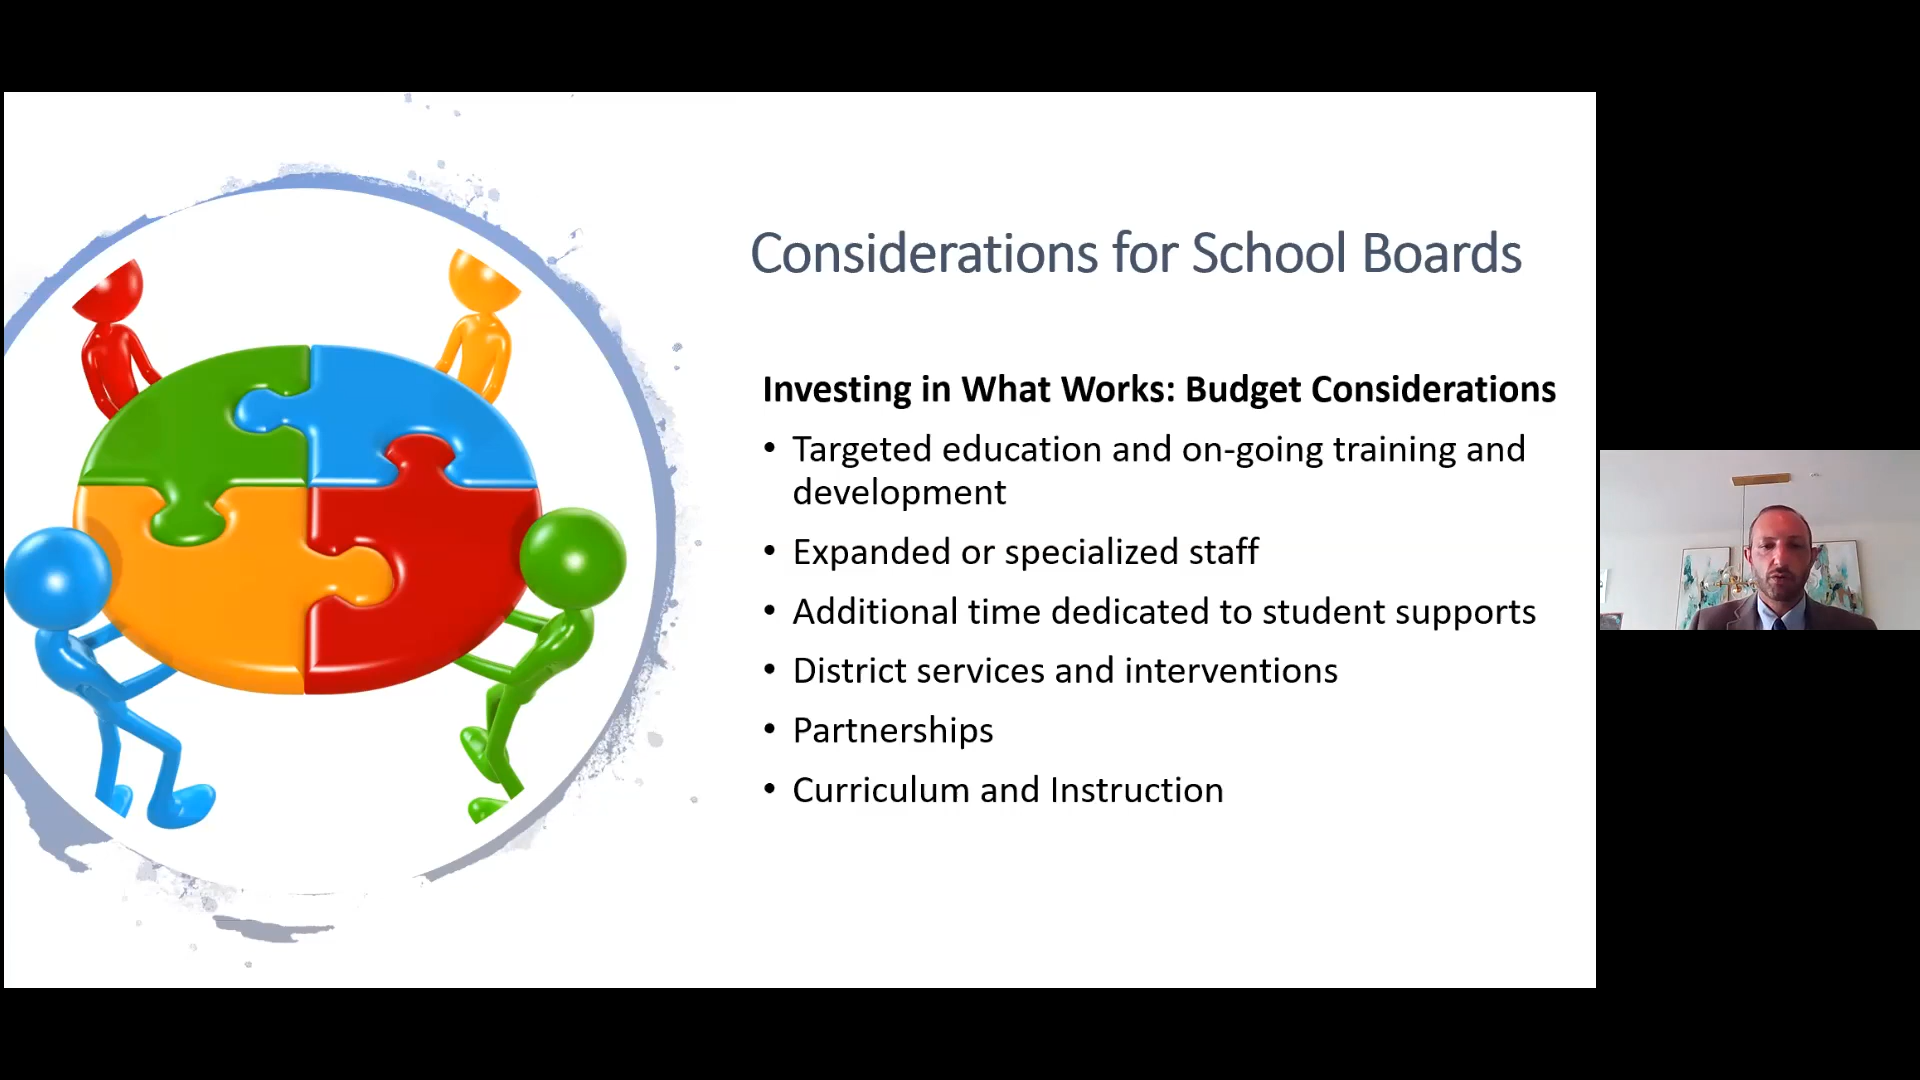 Considerations for School Boards
Investing in What Works: Budget Considerations
• Targeted education and on-going training and
development
• Expanded or specialized staff
• Additional time dedicated to student supports
• District services and interventions
• Partnerships
• Curriculum and Instruction